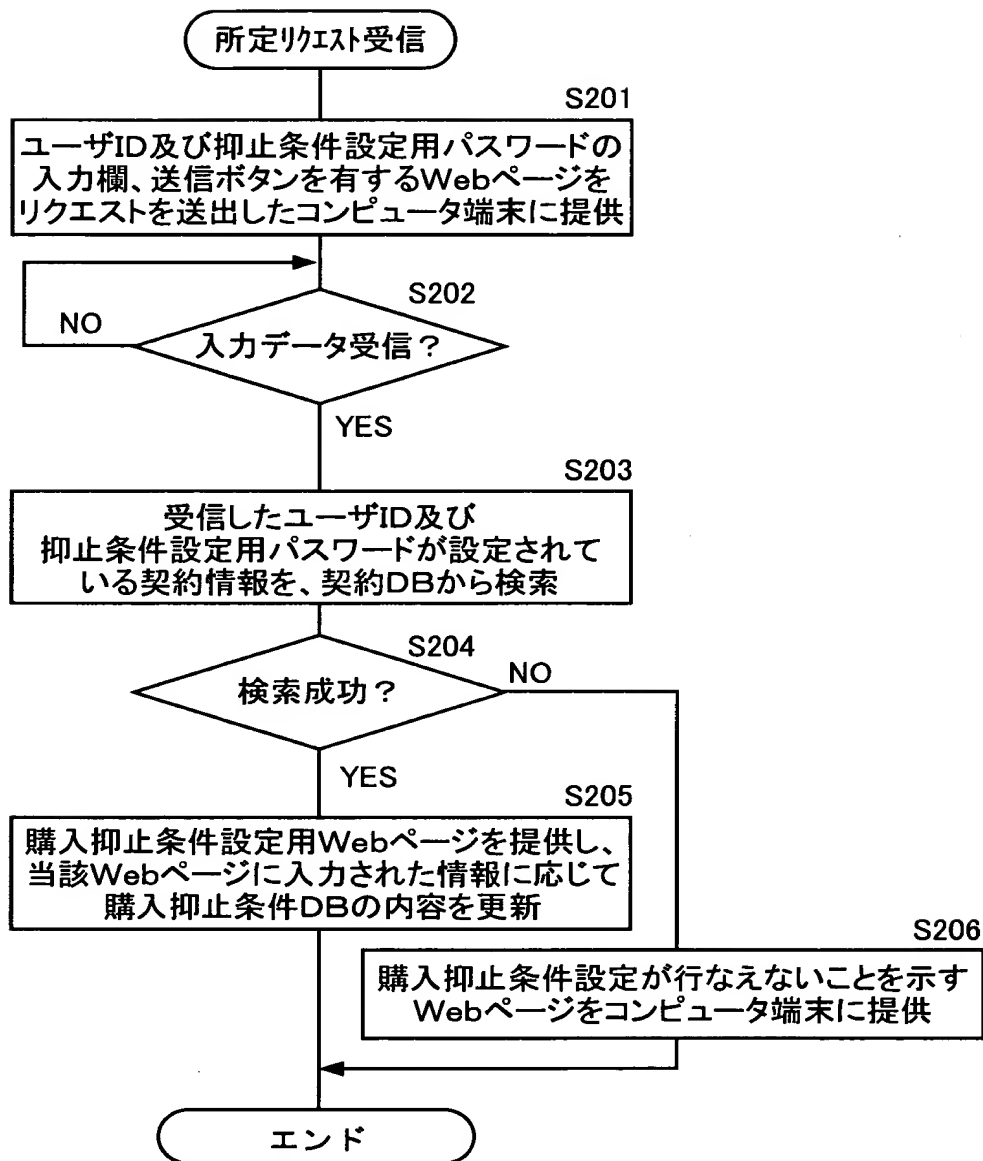 所定リクエスト受信
S201
ユーザID及び抑止条件設定用パスワードの
入力欄、送信ボタンを有するWebページを
リクエストを送出したコンピュータ端末に提供
S202
NO
入力データ受信？
YES
S203
受信したユーザID及び
抑止条件設定用パスワードが設定されて
いる契約情報を、契約DBから検索
S204
NO
検索成功？
YES
S205
購入抑止条件設定用Webページを提供し、
当該Webページに入力された情報に応じて
購入抑止条件DBの内容を更新
S206
購入抑止条件設定が行なえないことを示す
Webページをコンピュータ端末に提供
エンド